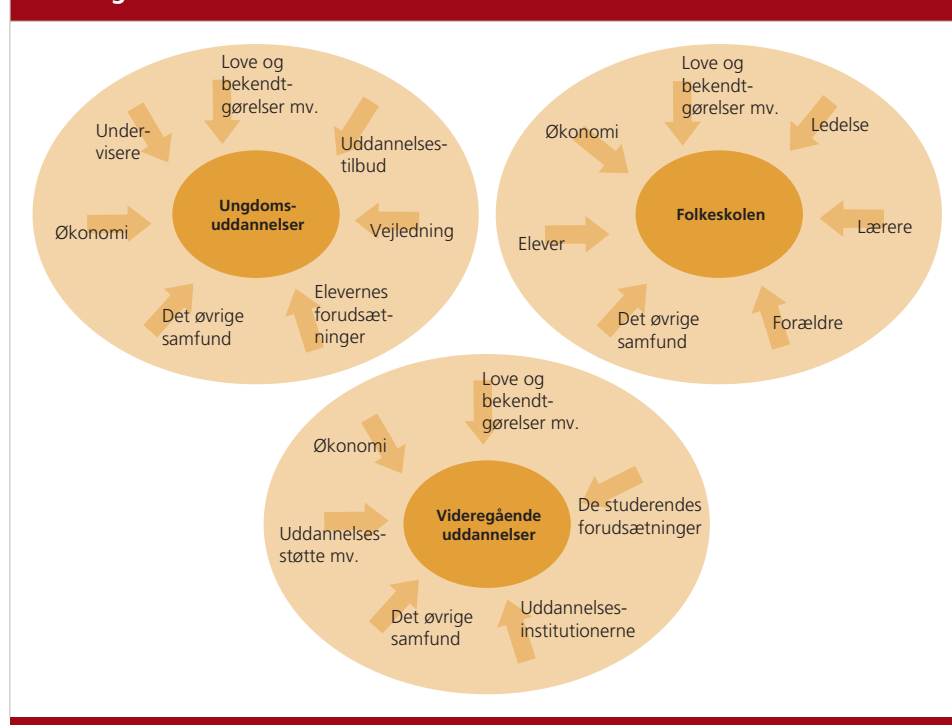 Love og
bekendt-
gørelser mv.
Under-
visere
Uddannelses-
tilbud
Ungdoms-
uddannelser
Økonomi
Vejledning
Det øvrige
samfund
Elevernes
forudsæt-
ninger
Love og
bekendt-
gørelser mv.
Økonomi
Ledelse
Folkeskolen
Elever
Lærere
Det øvrige
samfund
Forældre
Love og
bekendt-
gørelser mv.
Økonomi
Videregående
uddannelser
De studerendes
forudsætninger
Uddannelses-
støtte mv.
Det øvrige
samfund
Uddannelses-
institutionerne